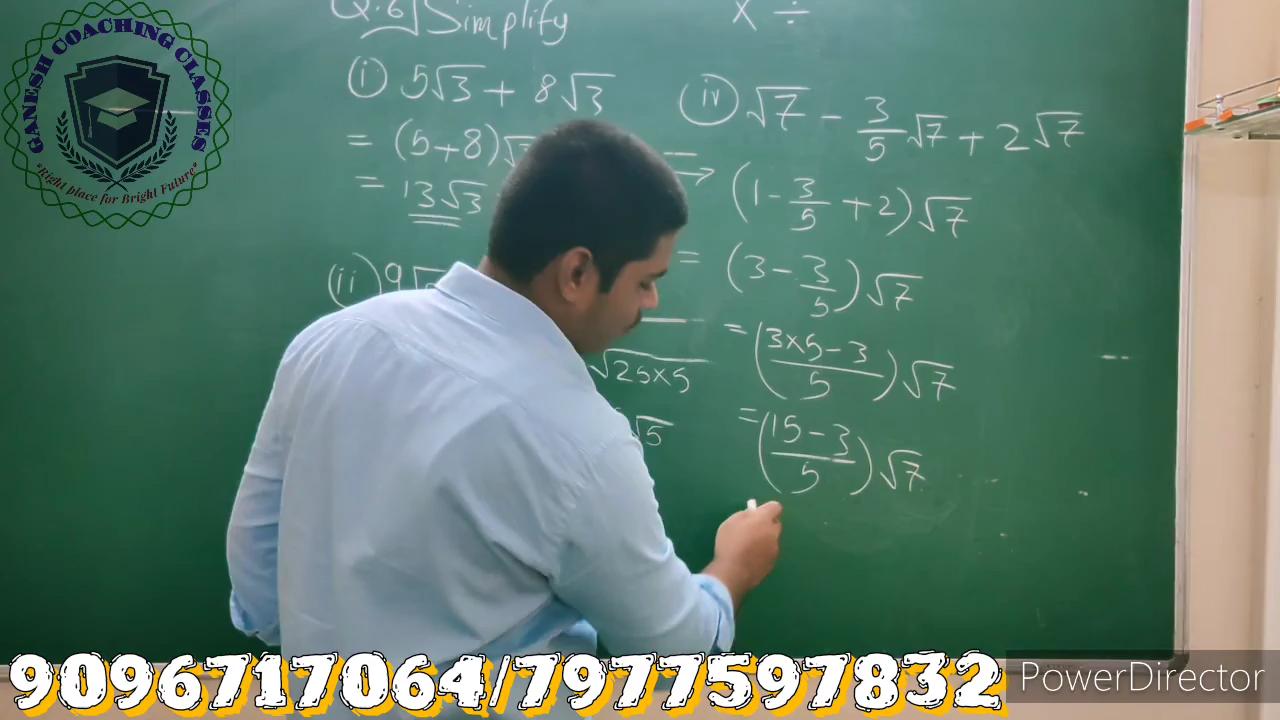 GANESH COACHING CLASSES
"Right place for Bright Future"
Q.6] Simplify
× ÷
(i) 5√3 + 8√3
= (5+8)√3
= 13√3
(ii) 9√
√25×5
√5
(iv) √7 - 3/5 √7 + 2√7
⇒ (1 - 3/5 + 2)√7
= (3 - 3/5)√7
= (3×5-3/5)√7
= (15-3/5)√7
9096717064/7977597832
PowerDirector